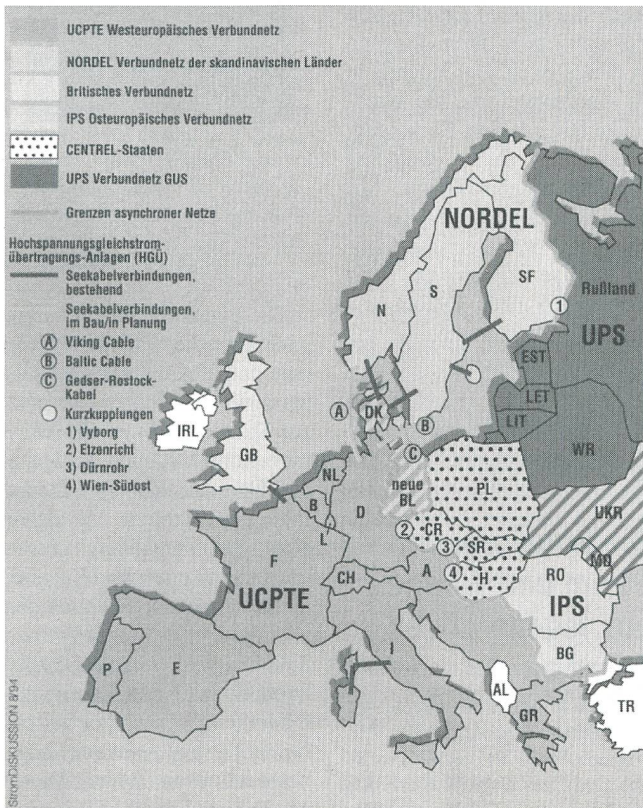 UCPTE Westeuropäisches Verbundnetz
NORDEL Verbundnetz der skandinavischen Länder
Britisches Verbundnetz
IPS Osteuropäisches Verbundnetz
CENTREL-Staaten
UPS Verbundnetz GUS
Grenzen asynchroner Netze
Hochspannungsgleichstrom-
übertragungs-Anlagen (HGÜ)
Seekabelverbindungen,
bestehend
Seekabelverbindungen,
im Bau/in Planung
A Viking Cable
B Baltic Cable
C Gedser-Rostock-
Kabel
Kurzkupplungen
1) Vyborg
2) Etzenricht
3) Dürnrohr
4) Wien-Südost
NORDEL
SF
S
N
1
Rußland
UPS
EST
LET
LIT
WR
A
DK
B
C
IRL
GB
NL
neue
BL
PL
UKR
B
D
L
2
CR
3
SR
MD
F
CH
A
4
H
RO
IPS
UCPTE
I
BG
P
E
AL
GR
TR
StromDISKUSSION 8'94